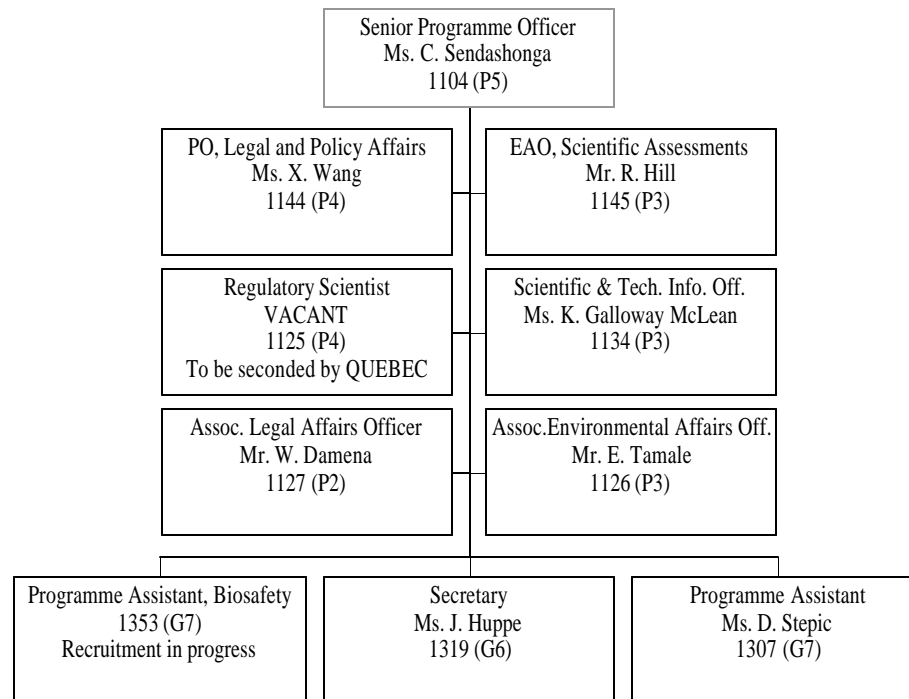 Senior Programme Officer
Ms. C. Sendashonga
1104 (P5)
PO, Legal and Policy Affairs
Ms. X. Wang
1144 (P4)
EAO, Scientific Assessments
Mr. R. Hill
1145 (P3)
Regulatory Scientist
VACANT
1125 (P4)
To be seconded by QUEBEC
Scientific & Tech. Info. Off.
Ms. K. Galloway McLean
1134 (P3)
Assoc. Legal Affairs Officer
Mr. W. Damena
1127 (P2)
Assoc.Environmental Affairs Off.
Mr. E. Tamale
1126 (P3)
Programme Assistant, Biosafety
1353 (G7)
Recruitment in progress
Secretary
Ms. J. Huppe
1319 (G6)
Programme Assistant
Ms. D. Stepic
1307 (G7)